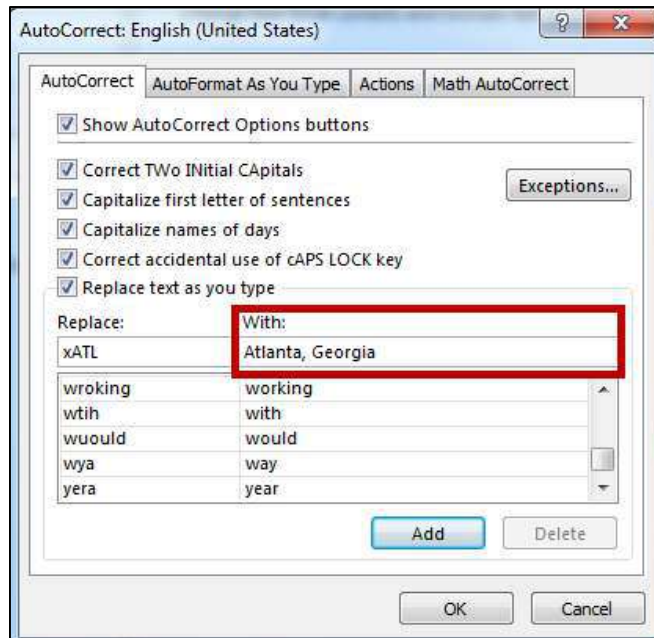 AutoCorrect: English (United States)
AutoCorrect AutoFormat As You Type Actions Math AutoCorrect
Show AutoCorrect Options buttons
Correct TWo INitial CApitals
Exceptions...
Capitalize first letter of sentences
Capitalize names of days
Correct accidental use of cAPS LOCK key
Replace text as you type
Replace: With:
xATL Atlanta, Georgia
wroking working
wtih with
wuould would
wya way
yera year
Add Delete
OK Cancel